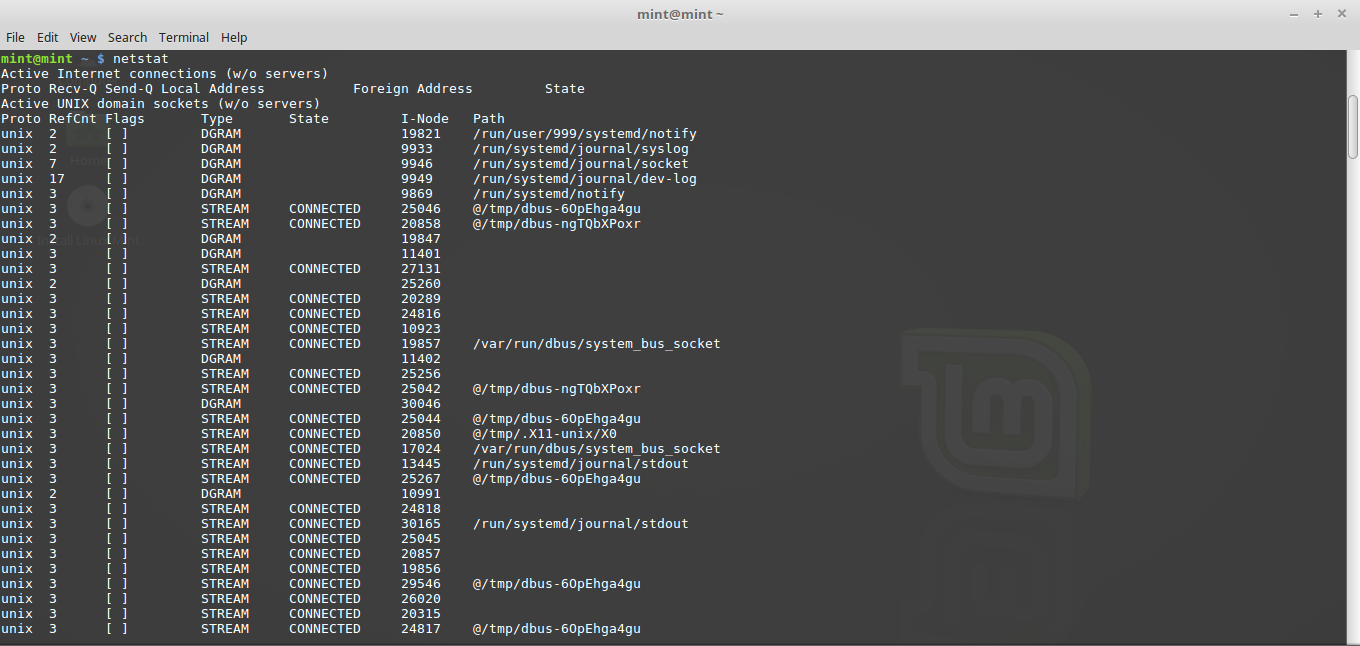 mint@mint ~
File Edit View Search Terminal Help
mint@mint ~ $ netstat
Active Internet connections (w/o servers)
Proto Recv-Q Send-Q Local Address           Foreign Address         State
Active UNIX domain sockets (w/o servers)
Proto RefCnt Flags       Type       State         I-Node   Path
unix  2      [ ]         DGRAM                    19821    /run/user/999/systemd/notify
unix  2      [ ]         DGRAM                    9933     /run/systemd/journal/syslog
unix  7      [ ]         DGRAM                    9946     /run/systemd/journal/socket
unix  17     [ ]         DGRAM                    9949     /run/systemd/journal/dev-log
unix  3      [ ]         DGRAM                    9869     /run/systemd/notify
unix  3      [ ]         STREAM     CONNECTED     25046    @/tmp/dbus-6OpEhga4gu
unix  3      [ ]         STREAM     CONNECTED     20858    @/tmp/dbus-ngTQbXPoxr
unix  2      [ ]         DGRAM                    19847
unix  3      [ ]         DGRAM                    11401
unix  3      [ ]         STREAM     CONNECTED     27131
unix  2      [ ]         DGRAM                    25260
unix  3      [ ]         STREAM     CONNECTED     20289
unix  3      [ ]         STREAM     CONNECTED     24816
unix  3      [ ]         STREAM     CONNECTED     10923
unix  3      [ ]         STREAM     CONNECTED     19857    /var/run/dbus/system_bus_socket
unix  3      [ ]         DGRAM                    11402
unix  3      [ ]         STREAM     CONNECTED     25256
unix  3      [ ]         STREAM     CONNECTED     25042    @/tmp/dbus-ngTQbXPoxr
unix  3      [ ]         DGRAM                    30046
unix  3      [ ]         STREAM     CONNECTED     25044    @/tmp/dbus-6OpEhga4gu
unix  3      [ ]         STREAM     CONNECTED     20850    @/tmp/.X11-unix/X0
unix  3      [ ]         STREAM     CONNECTED     17024    /var/run/dbus/system_bus_socket
unix  3      [ ]         STREAM     CONNECTED     13445    /run/systemd/journal/stdout
unix  3      [ ]         STREAM     CONNECTED     25267    @/tmp/dbus-6OpEhga4gu
unix  2      [ ]         DGRAM                    10991
unix  3      [ ]         STREAM     CONNECTED     24818
unix  3      [ ]         STREAM     CONNECTED     30165    /run/systemd/journal/stdout
unix  3      [ ]         STREAM     CONNECTED     25045
unix  3      [ ]         STREAM     CONNECTED     20857
unix  3      [ ]         STREAM     CONNECTED     19856
unix  3      [ ]         STREAM     CONNECTED     29546    @/tmp/dbus-6OpEhga4gu
unix  3      [ ]         STREAM     CONNECTED     26020
unix  3      [ ]         STREAM     CONNECTED     20315
unix  3      [ ]         STREAM     CONNECTED     24817    @/tmp/dbus-6OpEhga4gu